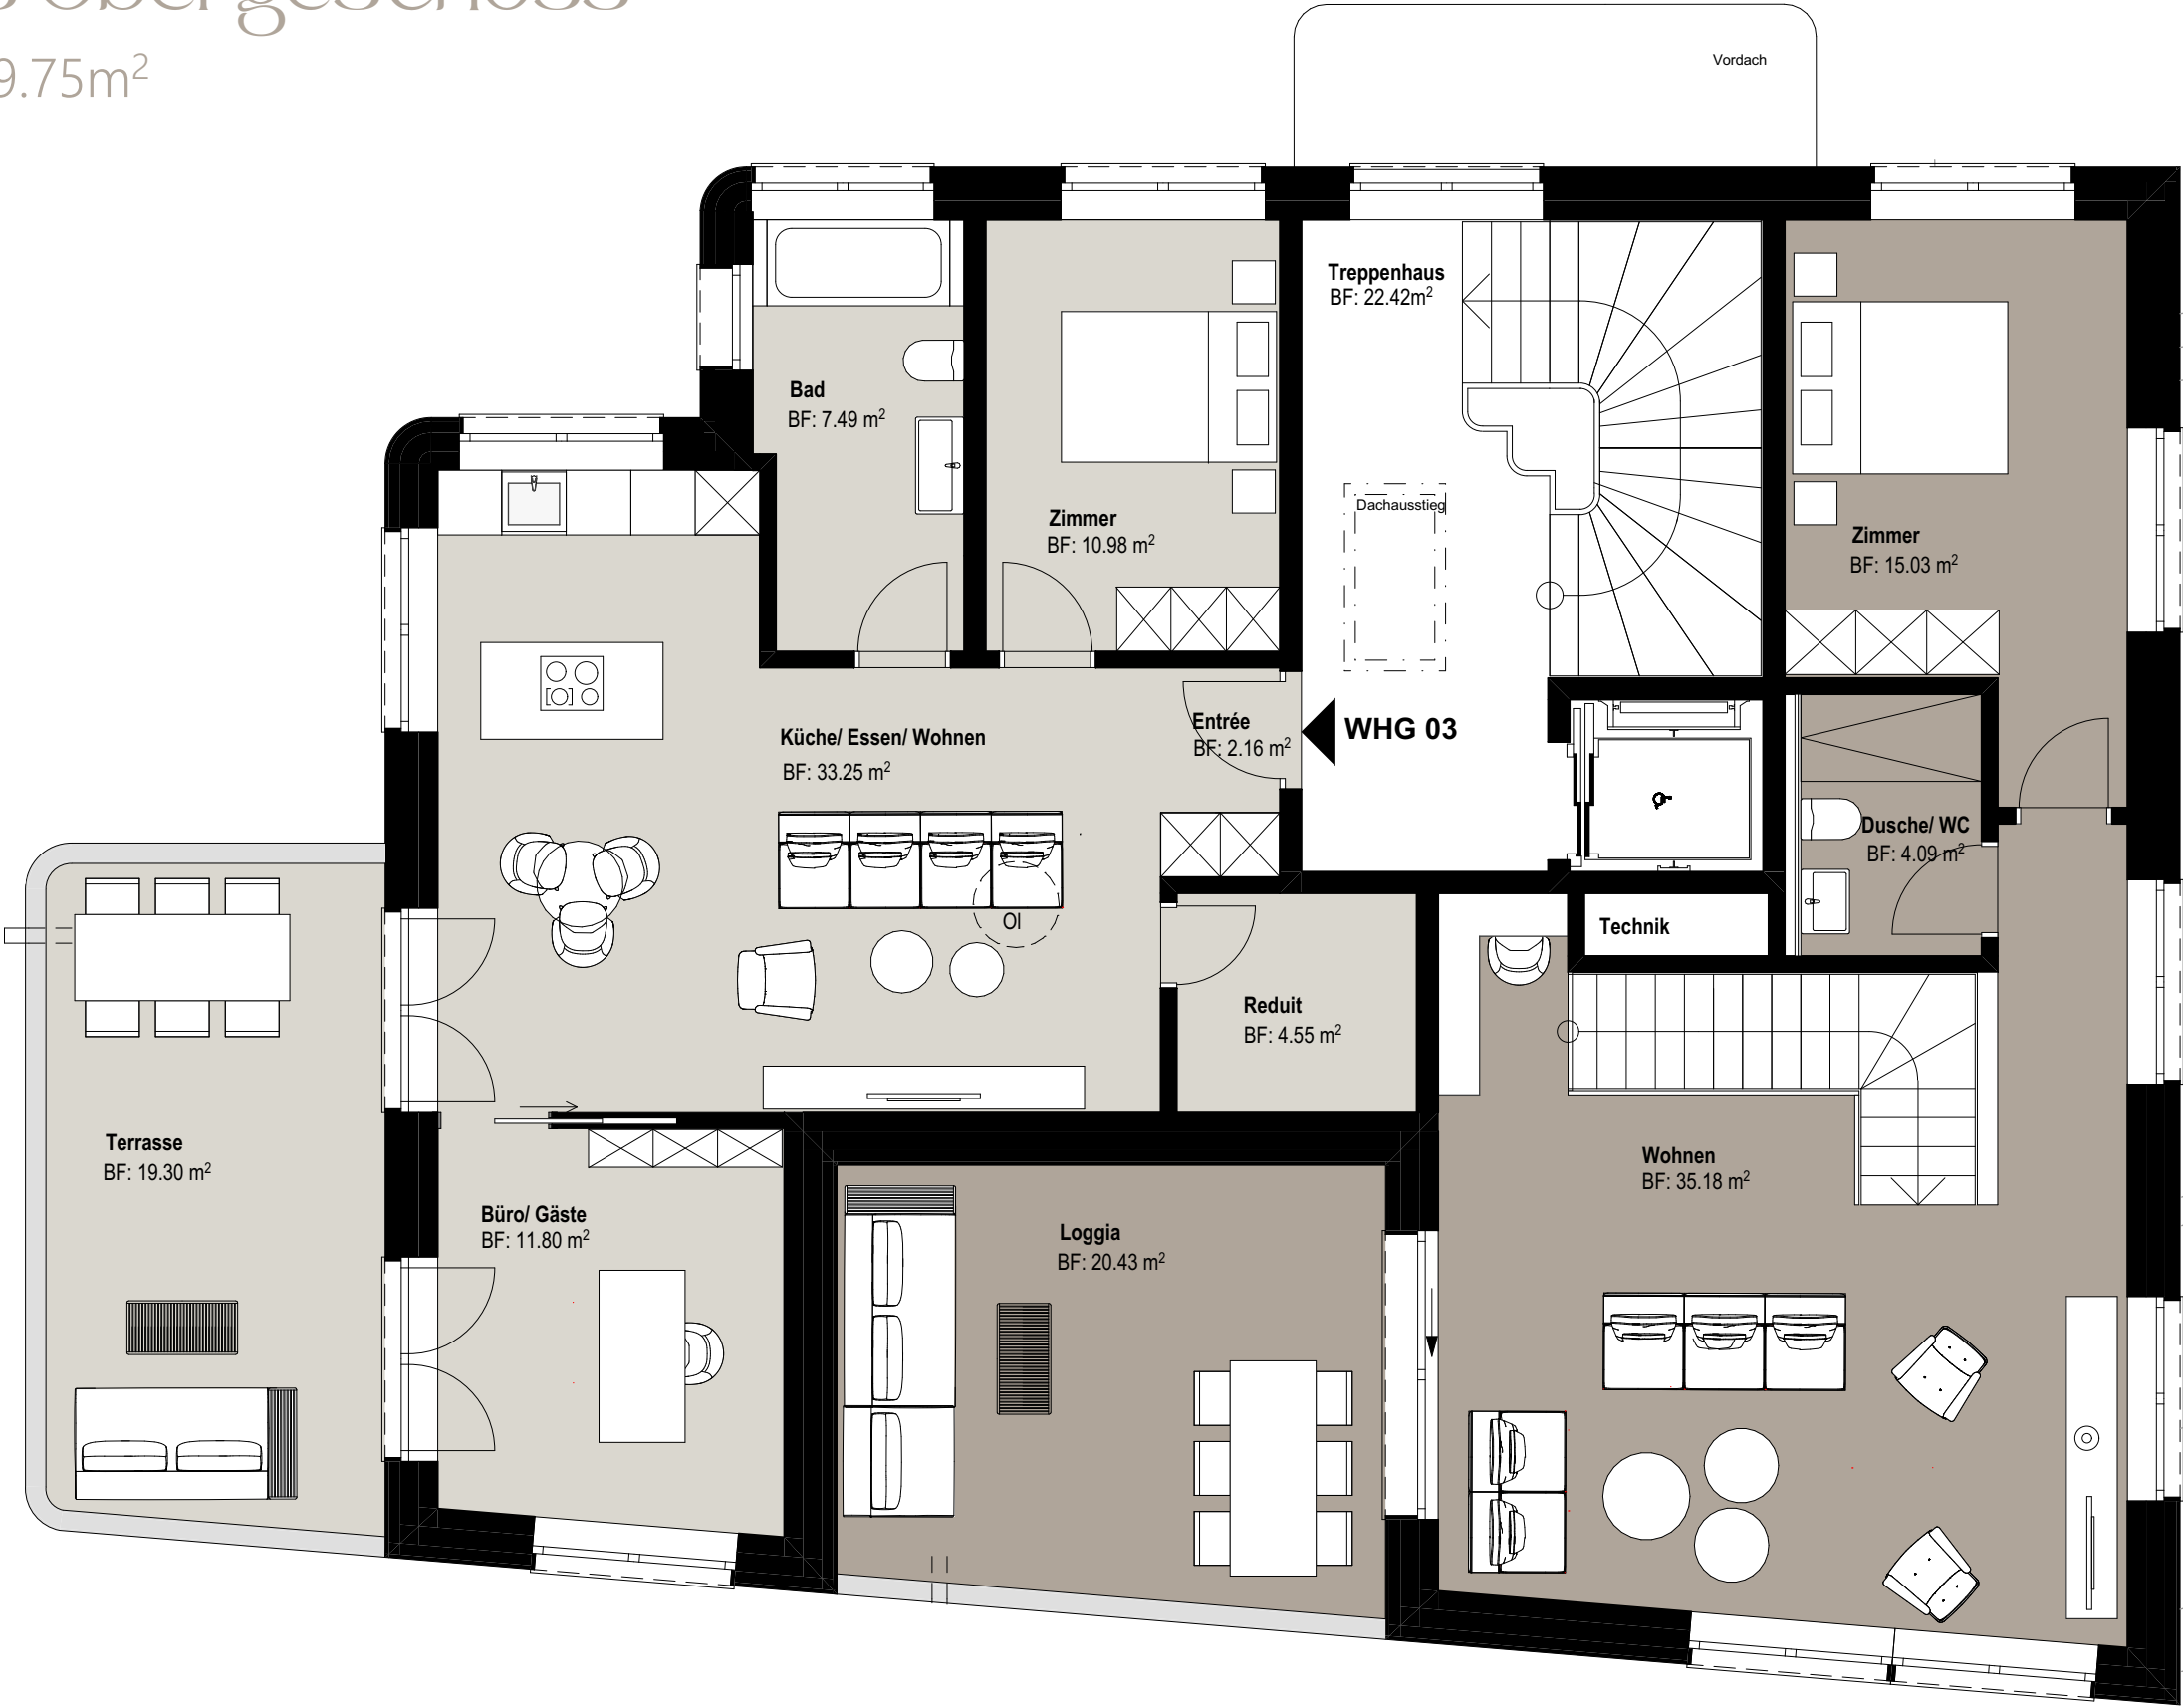 9.75m²
Vordach
Treppenhaus
BF: 22.42m²
Bad
BF: 7.49 m²
Zimmer
BF: 10.98 m²
Dachausstieg
Zimmer
BF: 15.03 m²
Entrée
BF: 2.16 m²
WHG 03
Küche/ Essen/ Wohnen
BF: 33.25 m²
Dusche/ WC
BF: 4.09 m²
Ol
Technik
Reduit
BF: 4.55 m²
Terrasse
BF: 19.30 m²
Wohnen
BF: 35.18 m²
Büro/ Gäste
BF: 11.80 m²
Loggia
BF: 20.43 m²